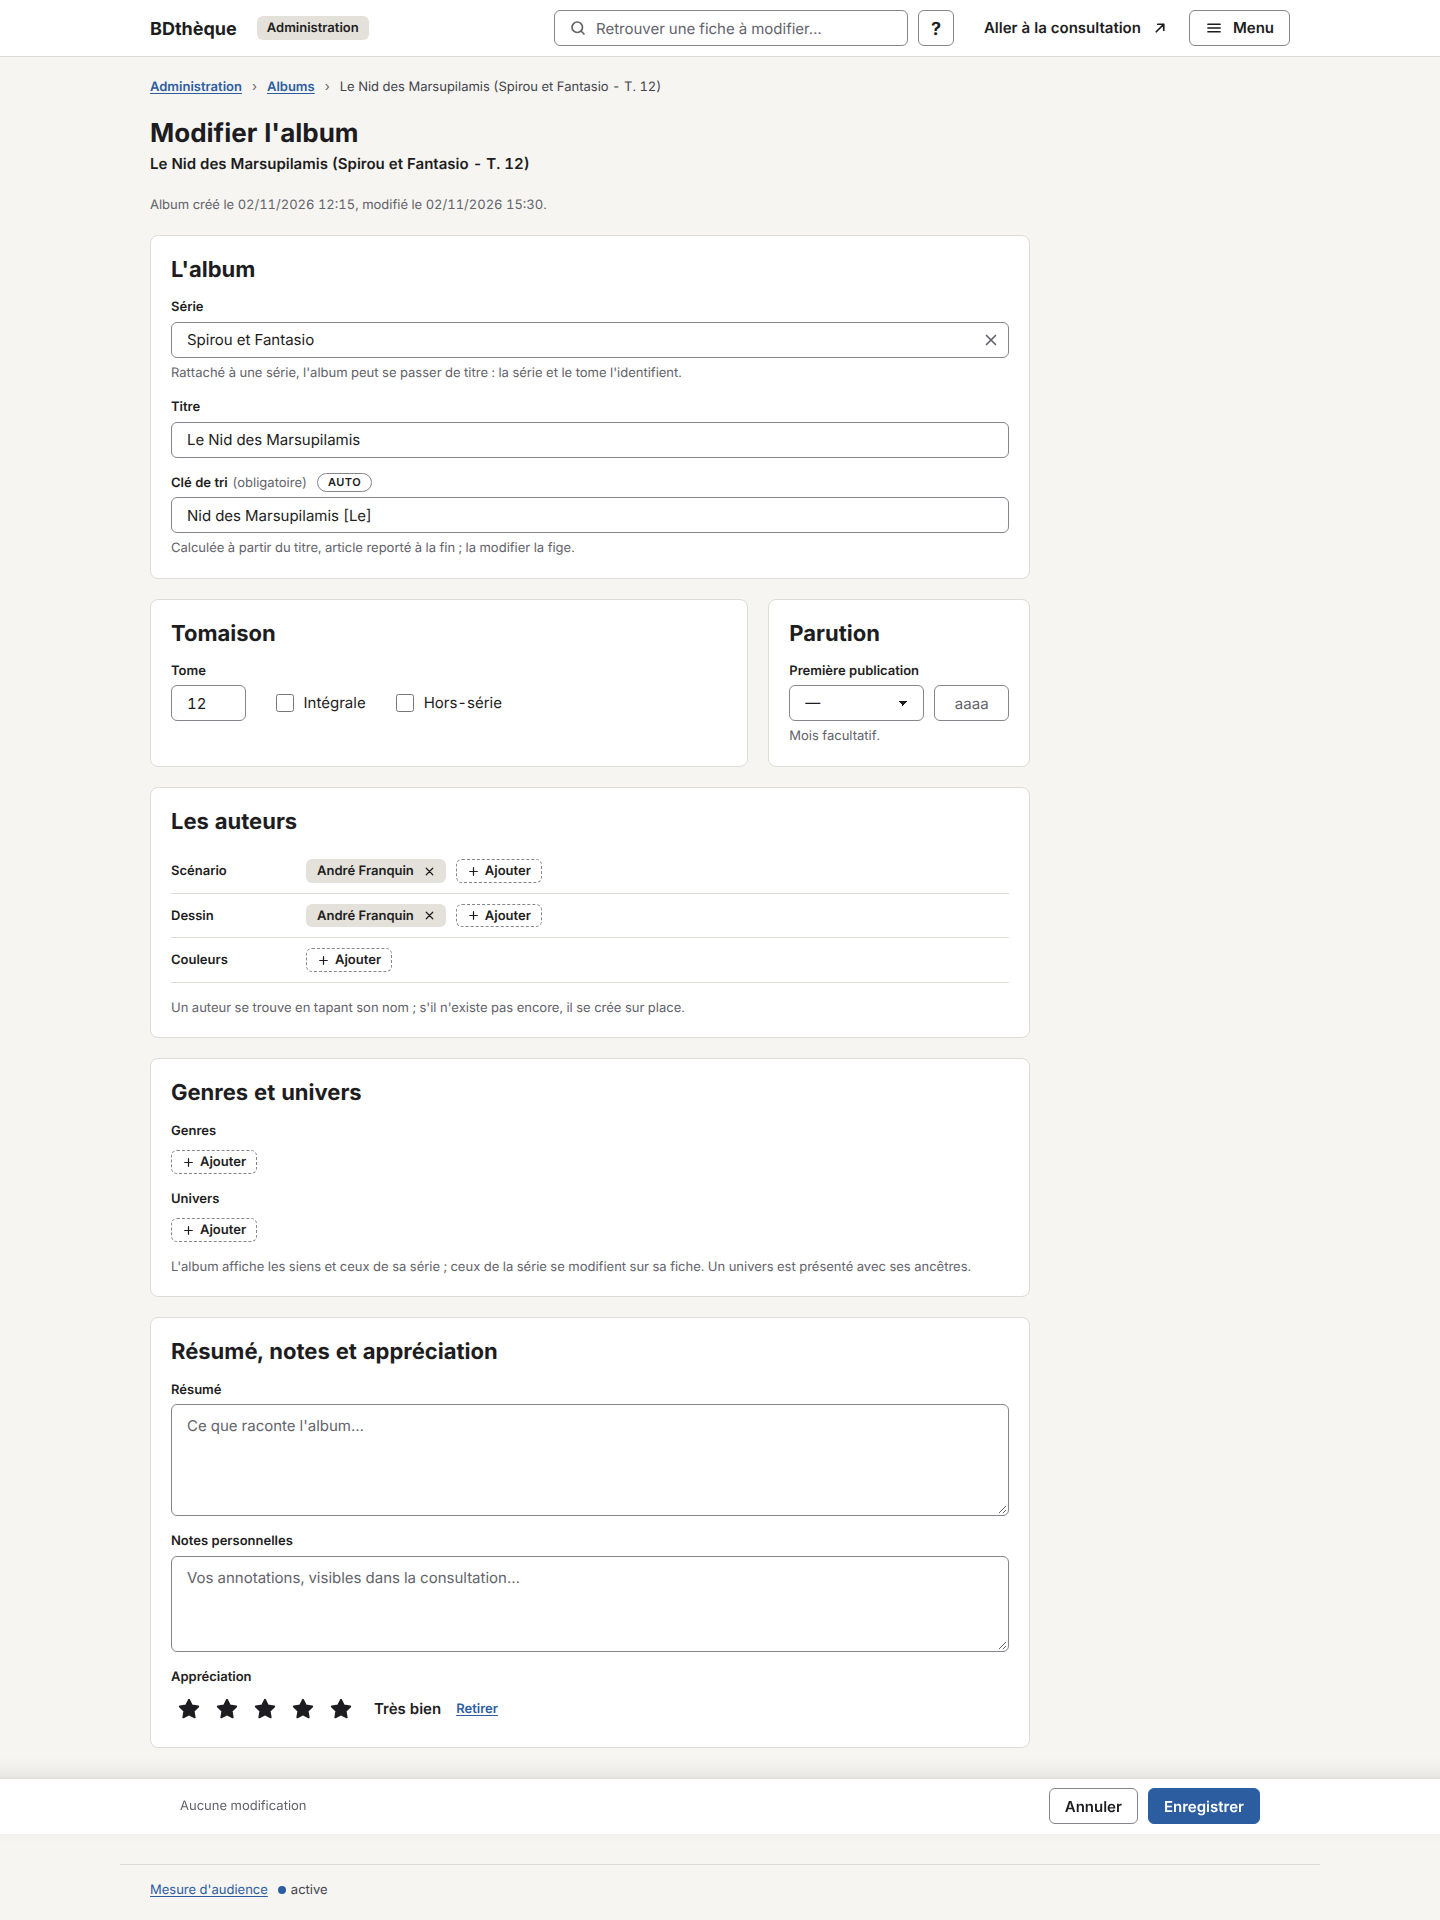 BDthèque
Administration
Retrouver une fiche à modifier...
?
Aller à la consultation
Menu
Administration › Albums › Le Nid des Marsupilamis (Spirou et Fantasio - T. 12)
Modifier l'album
Le Nid des Marsupilamis (Spirou et Fantasio - T. 12)
Album créé le 02/11/2026 12:15, modifié le 02/11/2026 15:30.
L'album
Série
Spirou et Fantasio
Rattaché à une série, l'album peut se passer de titre : la série et le tome l'identifient.
Titre
Le Nid des Marsupilamis
Clé de tri (obligatoire) AUTO
Nid des Marsupilamis [Le]
Calculée à partir du titre, article reporté à la fin ; la modifier la fige.
Tomaison
Tome
12
Intégrale
Hors-série
Parution
Première publication
—
aaaa
Mois facultatif.
Les auteurs
Scénario
André Franquin
Ajouter
Dessin
André Franquin
Ajouter
Couleurs
Ajouter
Un auteur se trouve en tapant son nom ; s'il n'existe pas encore, il se crée sur place.
Genres et univers
Genres
Ajouter
Univers
Ajouter
L'album affiche les siens et ceux de sa série ; ceux de la série se modifient sur sa fiche. Un univers est présenté avec ses ancêtres.
Résumé, notes et appréciation
Résumé
Ce que raconte l'album...
Notes personnelles
Vos annotations, visibles dans la consultation...
Appréciation
Très bien
Retirer
Aucune modification
Annuler
Enregistrer
Mesure d'audience
active